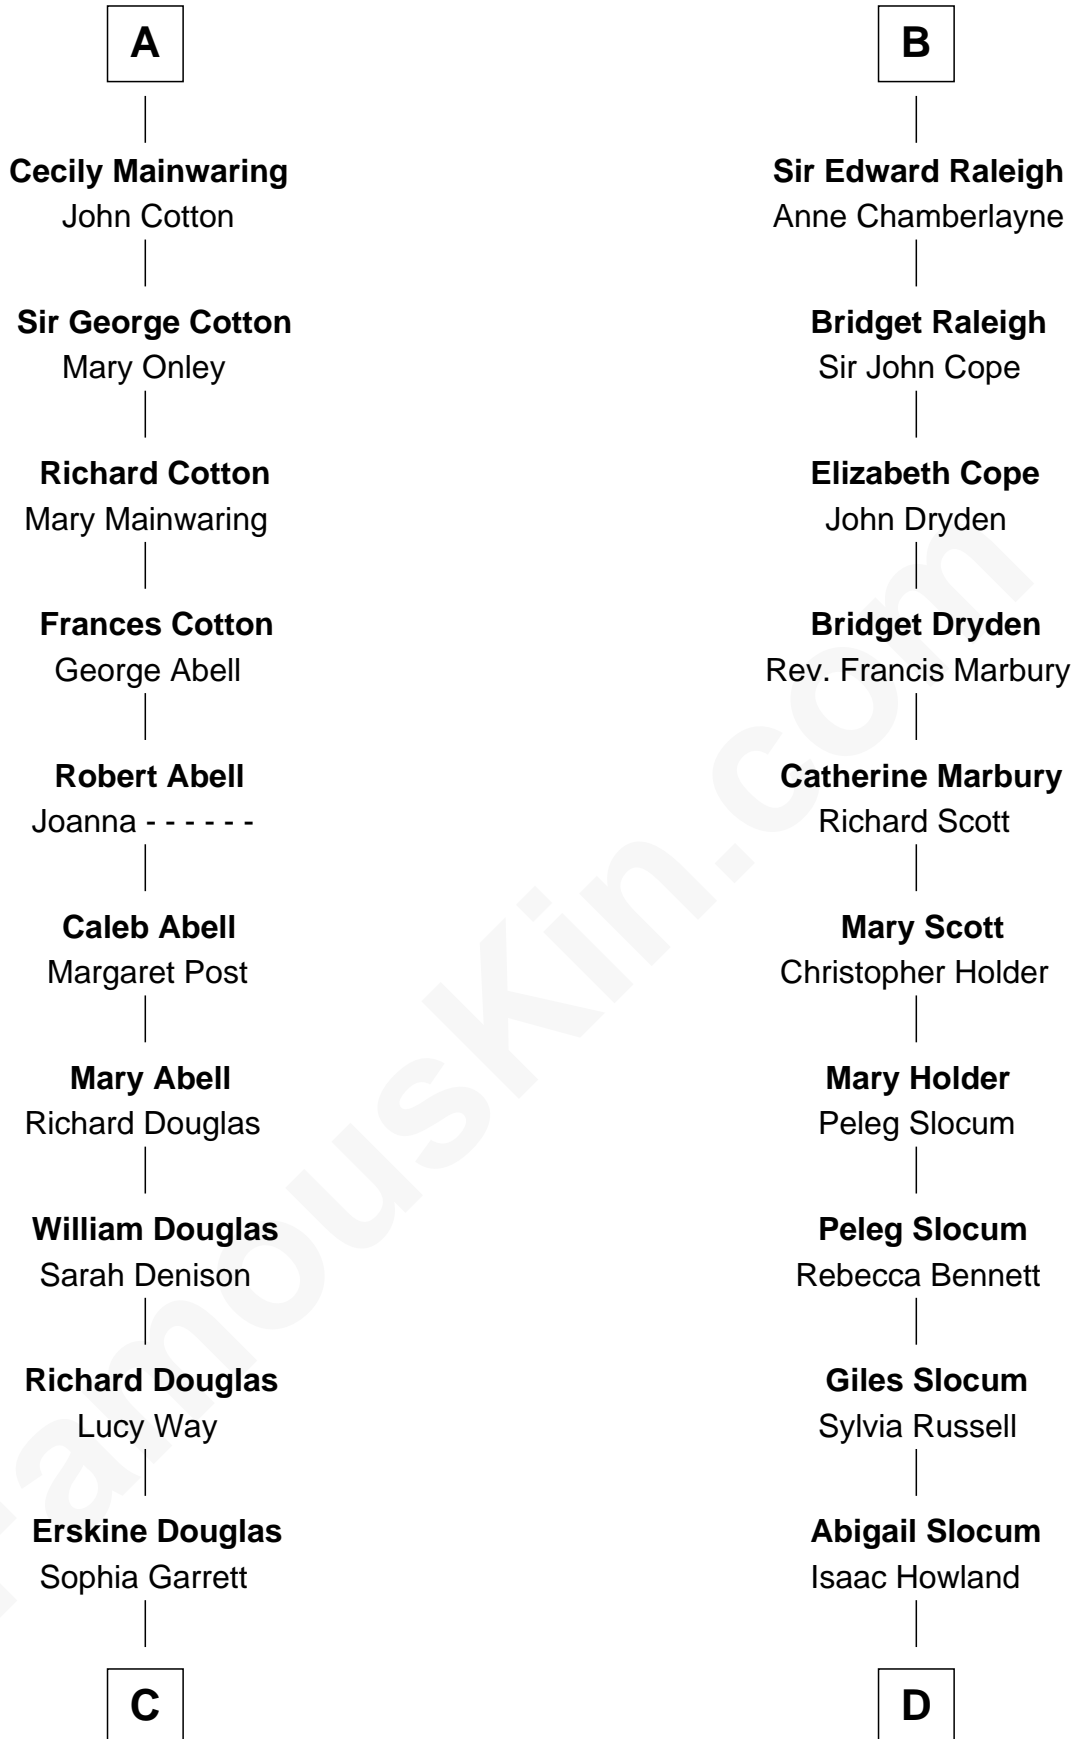 A
Cecily Mainwaring
John Cotton
Sir George Cotton
Mary Onley
Richard Cotton
Mary Mainwaring
Frances Cotton
George Abell
Robert Abell
Joanna - - - - - -
Caleb Abell
Margaret Post
Mary Abell
Richard Douglas
William Douglas
Sarah Denison
Richard Douglas
Lucy Way
Erskine Douglas
Sophia Garrett
C
B
Sir Edward Raleigh
Anne Chamberlayne
Bridget Raleigh
Sir John Cope
Elizabeth Cope
John Dryden
Bridget Dryden
Rev. Francis Marbury
Catherine Marbury
Richard Scott
Mary Scott
Christopher Holder
Mary Holder
Peleg Slocum
Peleg Slocum
Rebecca Bennett
Giles Slocum
Sylvia Russell
Abigail Slocum
Isaac Howland
D
FamousKin.com